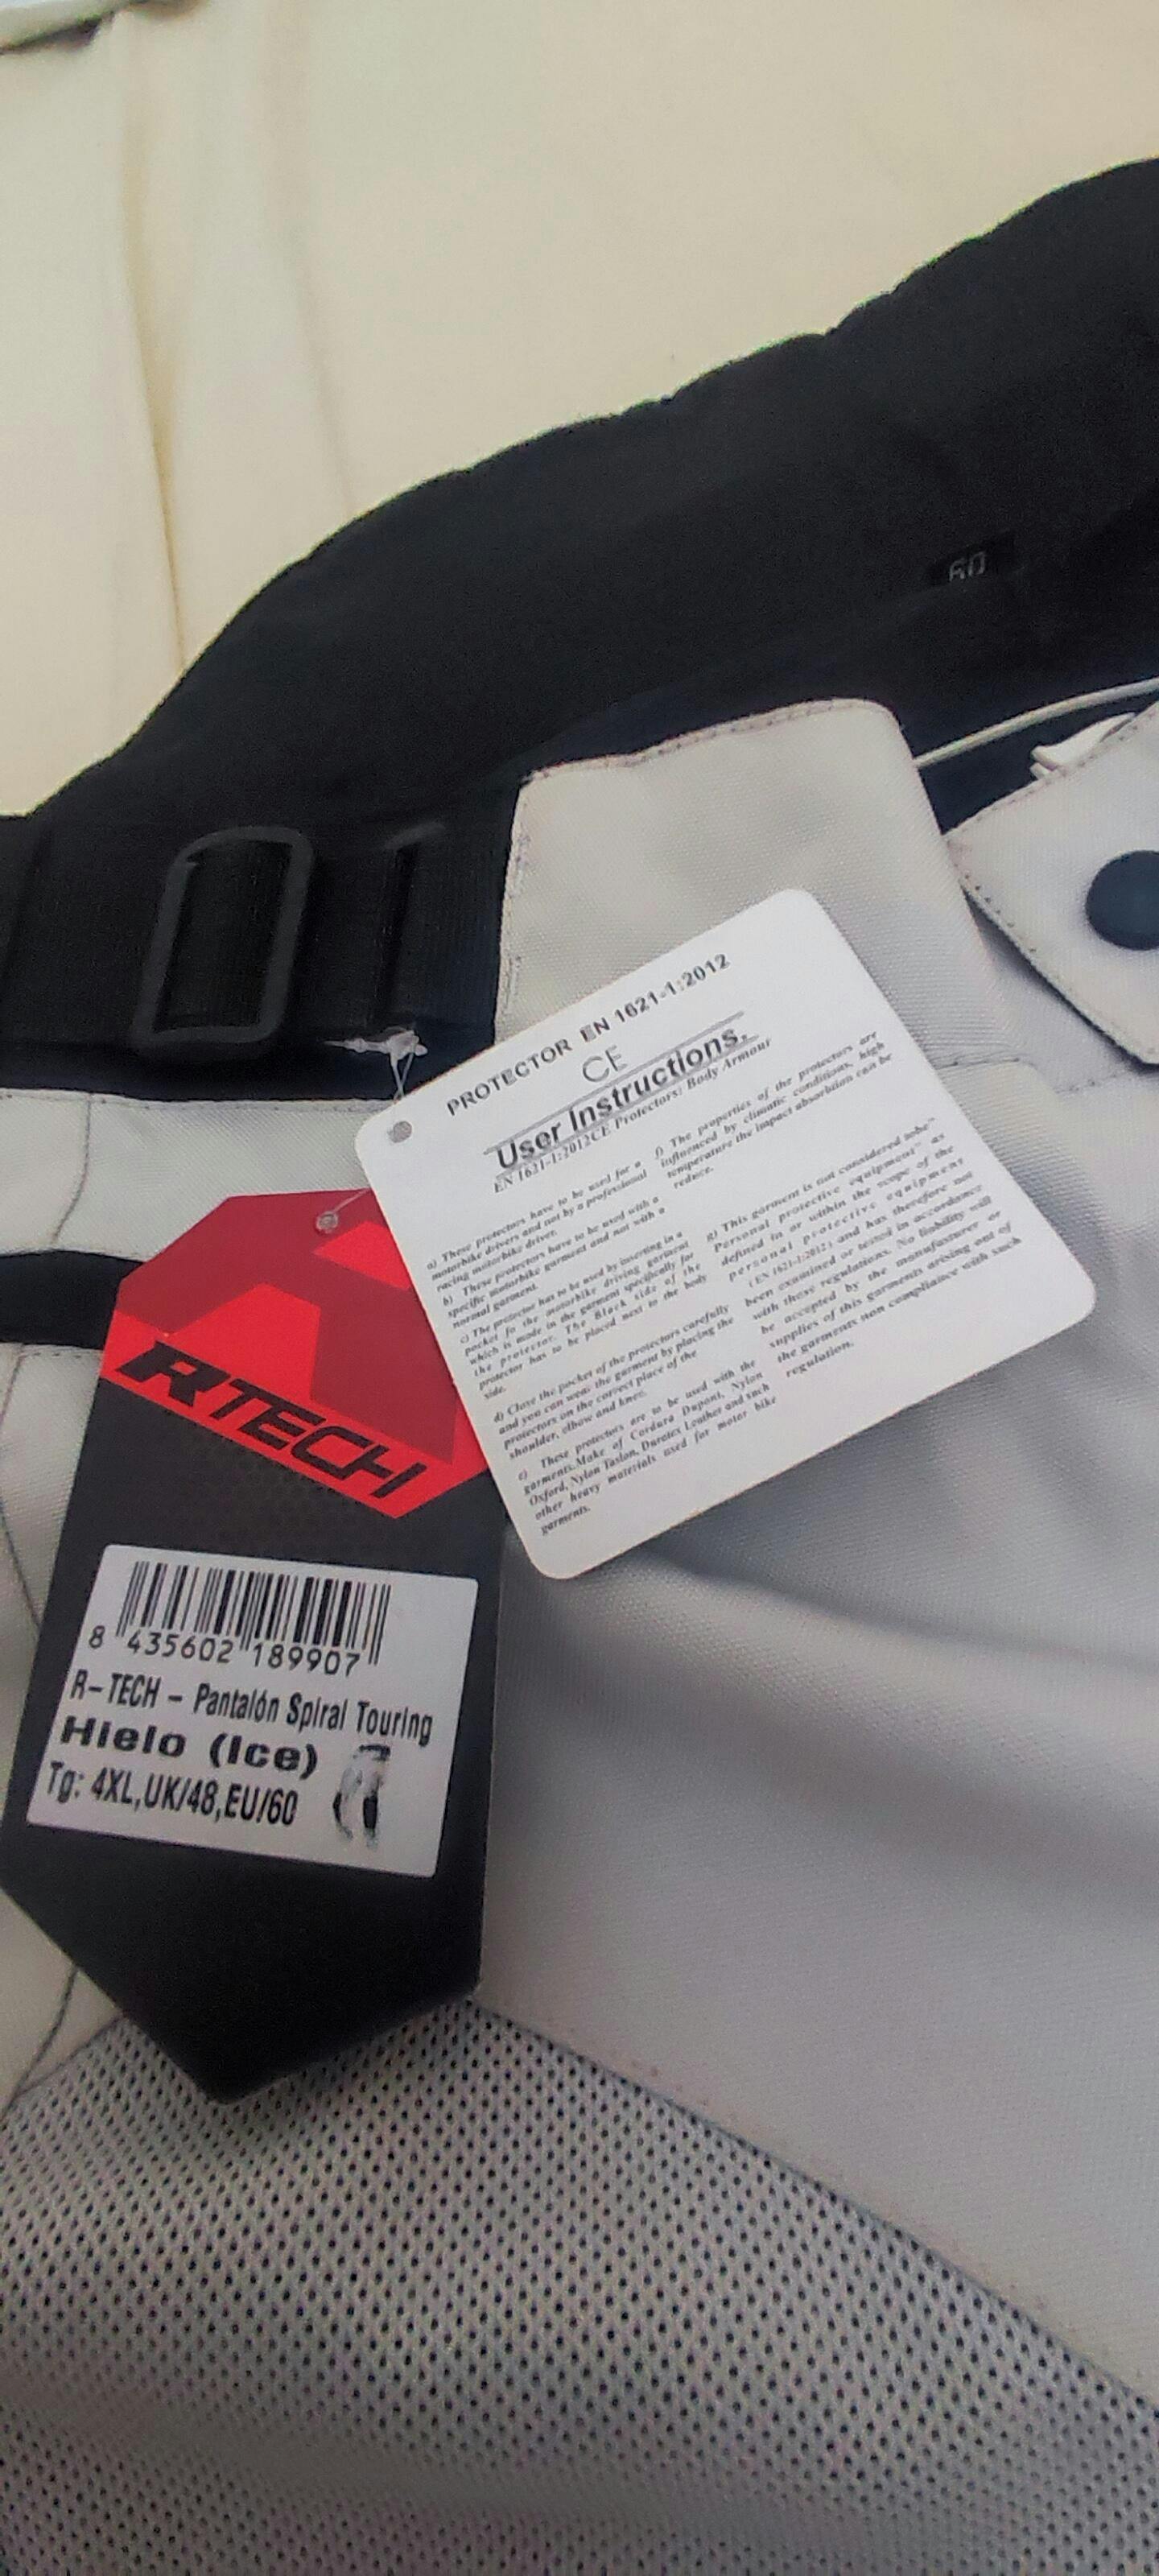 60
PROTECTOR EN 1621-1:2012
CE
User Instructions.
EN 1621-1:2012CE Protectors: Body Armour
a) These protectors have to be used for a
motorbike drivers and not by a professional
racing motorbike driver.
b) These protectors have to be used with a
specific motorbike garment and not with a
normal garment.
c) The protector has to be used by inserting in a
pocket fo the motorbike driving garment
which is made in the garment specifically for
the protector. The Black side of the
protector has to be placed next to the body
side.
d) Close the pocket of the protectors carefully
and you can wear the garment by placing the
protectors on the correct place of the
shoulder, elbow and knee.
e) These protectors are to be used with the
garments.Make of Cordura Dupont, Nylon
Oxford, Nylon Taslon, Duratex Leather and such
other heavy materials used for motor bike
garments.
f) The properties of the protectors are
influenced by climatic conditions, high
temperature the impact absorbtion can be
reduce.
g) This garment is not considered tobe"
Personal protective equipment" as
defined to or within the scope of the
personal protective equipment
(EN 1621-1:2012) and has therefore not
been examined or tested in accordance
with these regulations. No liability will
be accepted by the manufacturer or
supplies of this garments arising out of
the garments non compliance with such
regulation.
RTECH
8 435602 189907
R-TECH - Pantalón Spiral Touring
Hielo (Ice)
Tg: 4XL,UK/48,EU/60